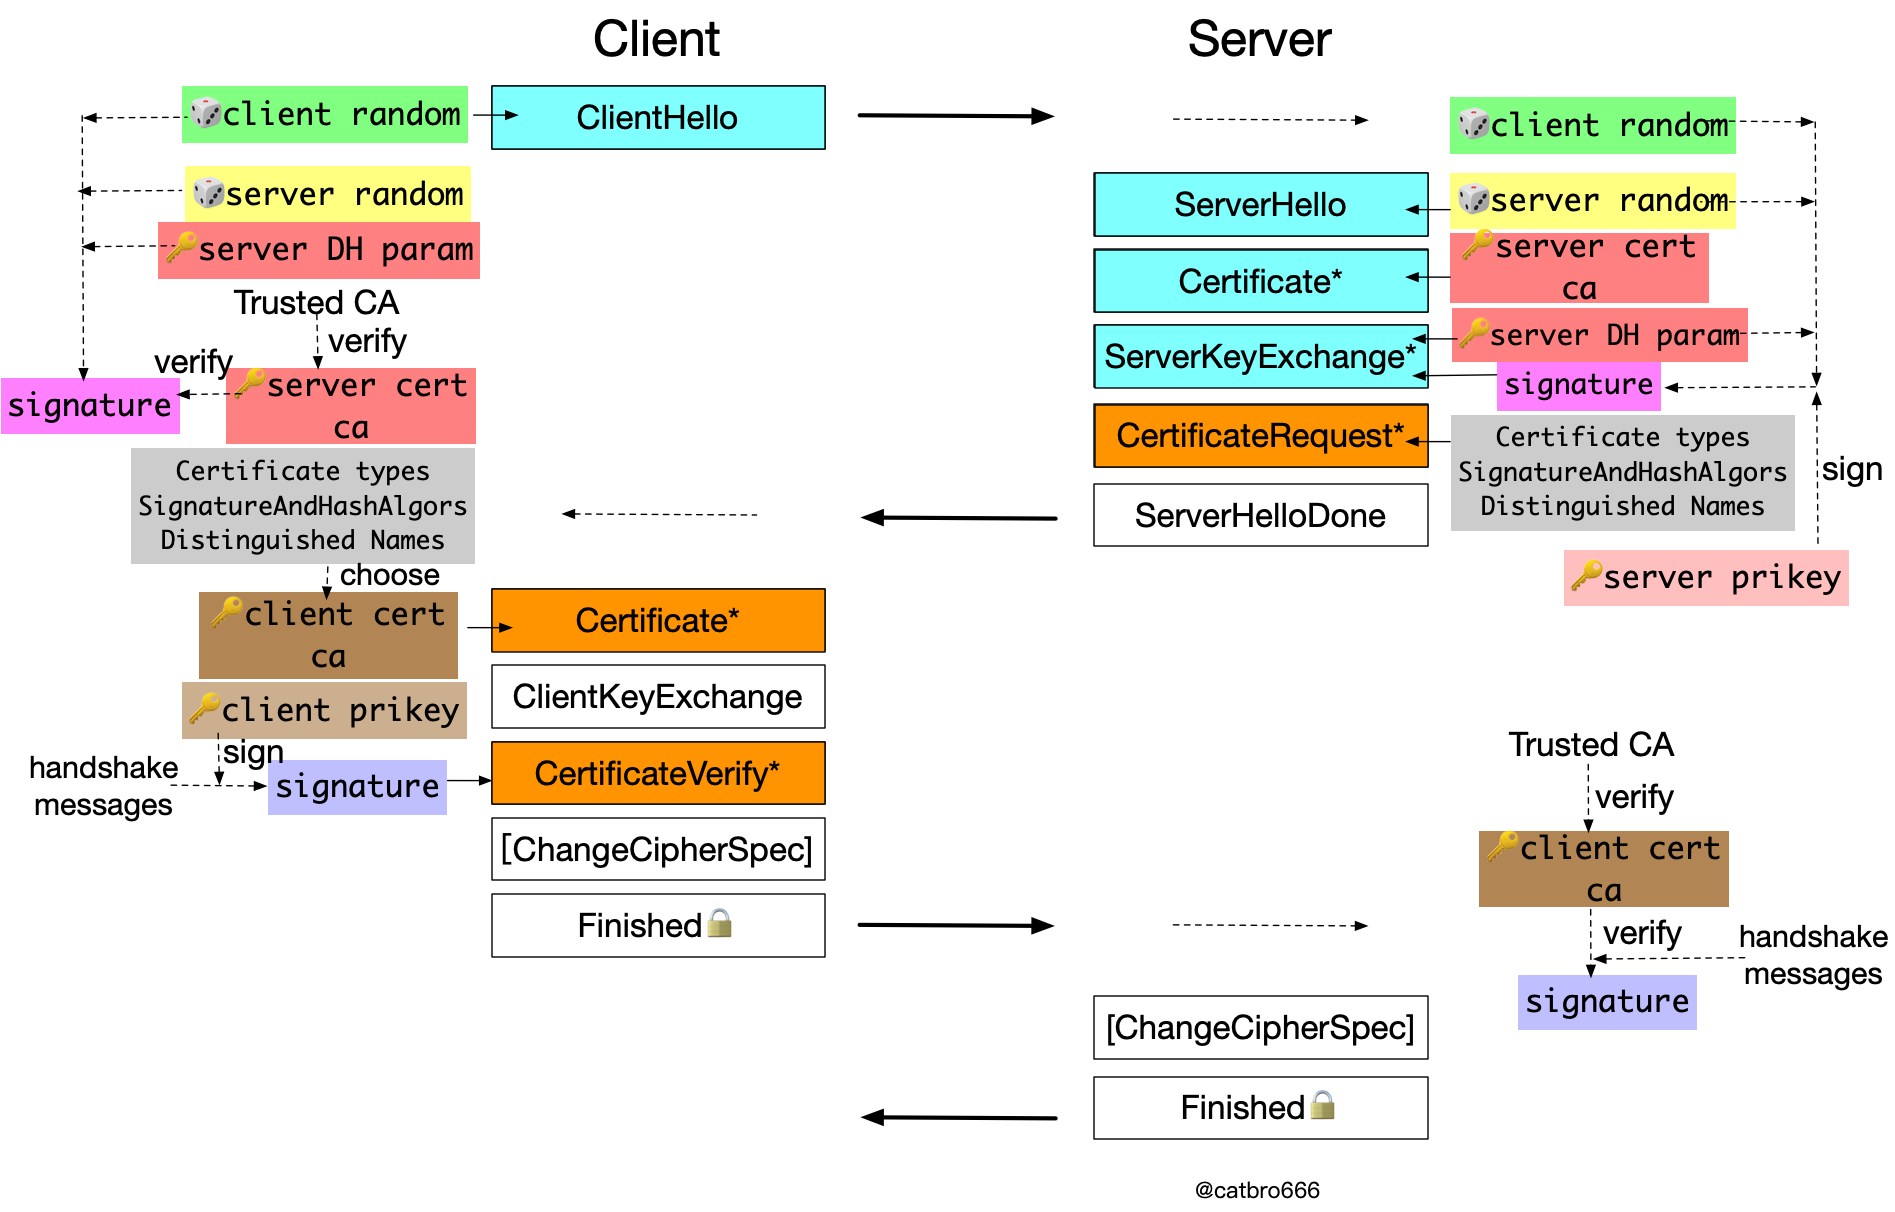 Client
Server
client random
ClientHello
client random
server random
ServerHello
server random
server DH param
Certificate*
server cert
ca
Trusted CA
verify
ServerKeyExchange*
server DH param
verify
server cert
ca
signature
signature
CertificateRequest*
Certificate types
SignatureAndHashAlgors
Distinguished Names
sign
Certificate types
SignatureAndHashAlgors
Distinguished Names
ServerHelloDone
choose
server prikey
client cert
ca
Certificate*
client prikey
ClientKeyExchange
sign
handshake
messages
signature
CertificateVerify*
Trusted CA
verify
[ChangeCipherSpec]
client cert
ca
Finished
verify
handshake
messages
signature
[ChangeCipherSpec]
Finished
@catbro666